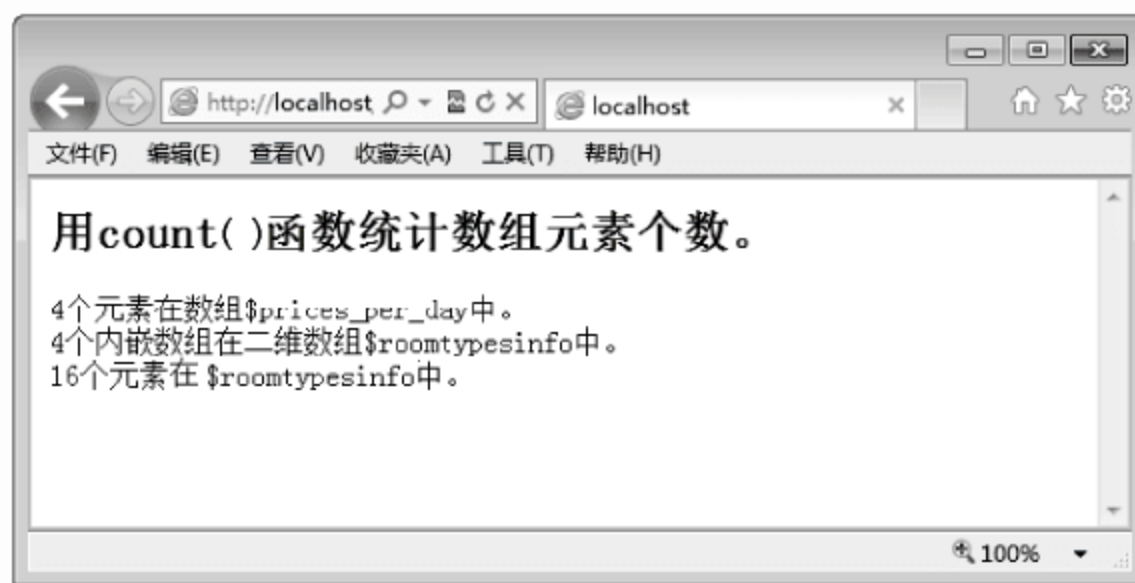 http://localhost
localhost
文件(F) 编辑(E) 查看(V) 收藏夹(A) 工具(T) 帮助(H)
用count( )函数统计数组元素个数。
4个元素在数组$prices_per_day中。
4个内嵌数组在二维数组$roomtypesinfo中。
16个元素在 $roomtypesinfo中。
100%